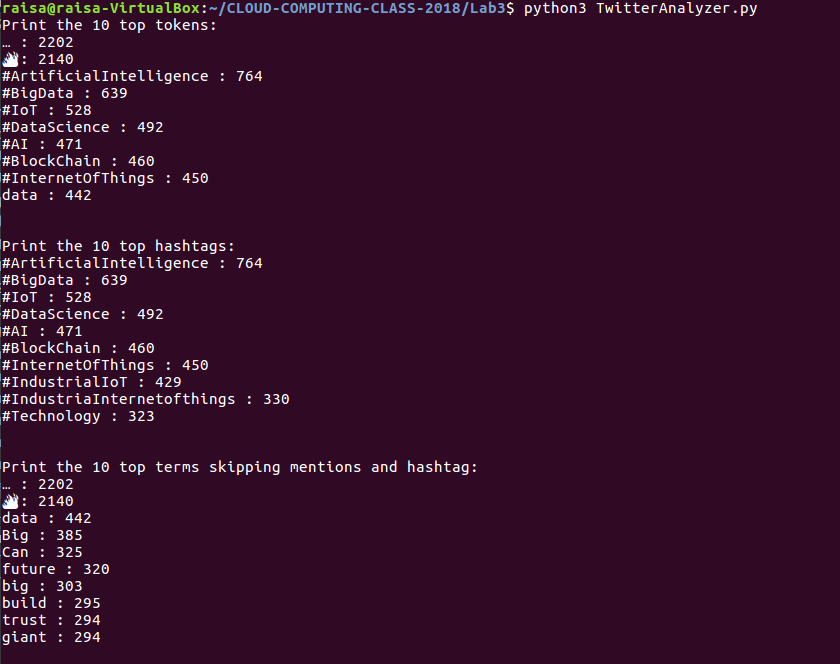 raisa@raisa-VirtualBox:~/CLOUD-COMPUTING-CLASS-2018/Lab3$ python3 TwitterAnalyzer.py
Print the 10 top tokens:
… : 2202
🔥: 2140
#ArtificialIntelligence : 764
#BigData : 639
#IoT : 528
#DataScience : 492
#AI : 471
#BlockChain : 460
#InternetOfThings : 450
data : 442
Print the 10 top hashtags:
#ArtificialIntelligence : 764
#BigData : 639
#IoT : 528
#DataScience : 492
#AI : 471
#BlockChain : 460
#InternetOfThings : 450
#IndustrialIoT : 429
#IndustriaInternetofthings : 330
#Technology : 323
Print the 10 top terms skipping mentions and hashtag:
… : 2202
🔥: 2140
data : 442
Big : 385
Can : 325
future : 320
big : 303
build : 295
trust : 294
giant : 294